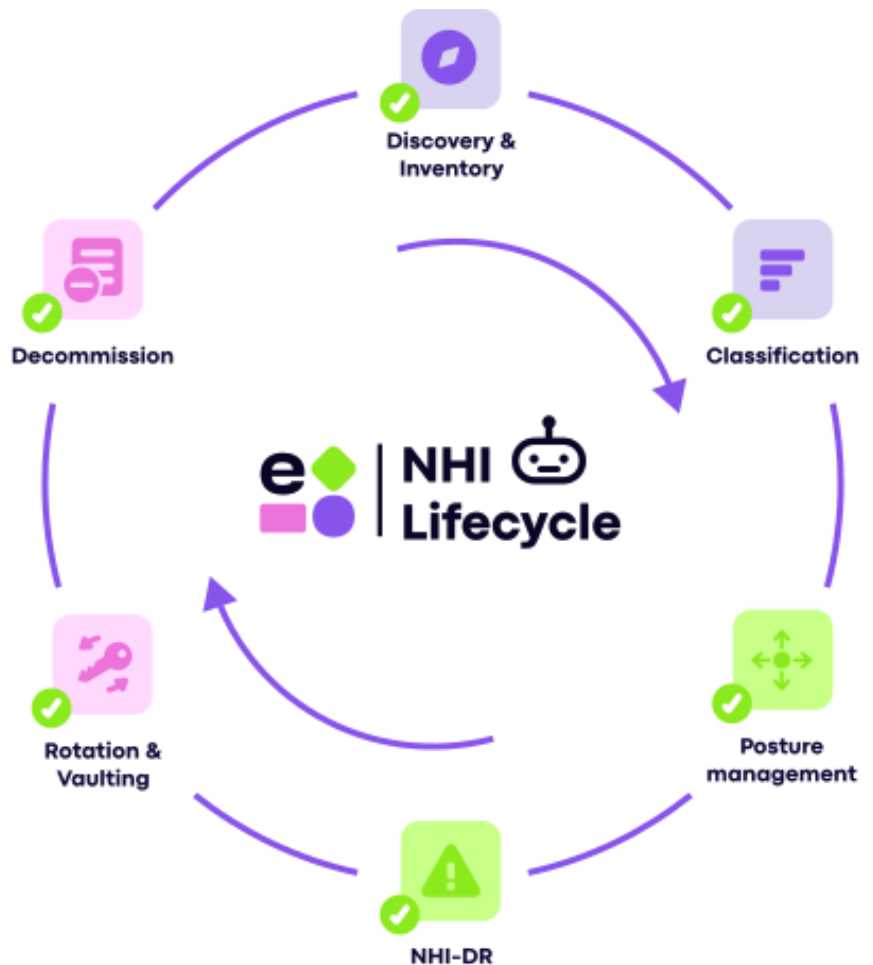 Discovery &
Inventory
Decommission
Classification
e
NHI
Lifecycle
Rotation &
Vaulting
Posture
management
NHI-DR